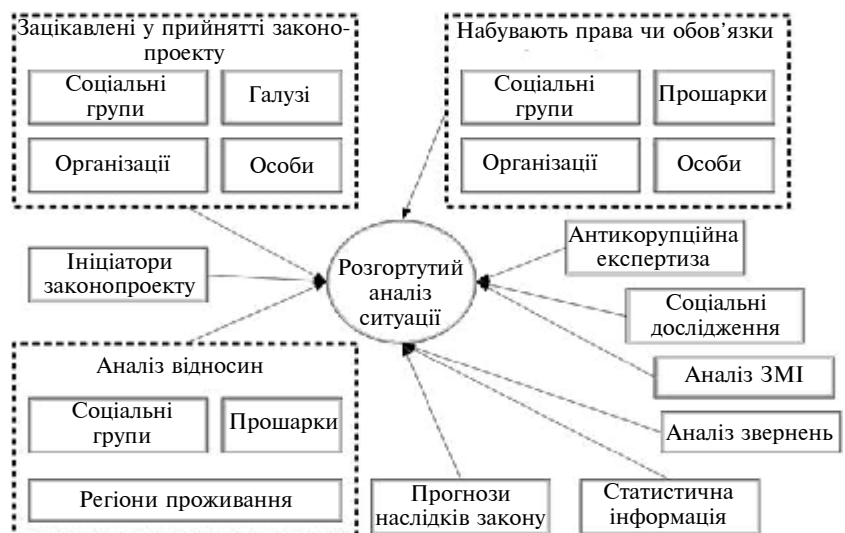 Зацікавлені у прийнятті законо-
проекту
Соціальні
групи
Галузі
Організації
Особи
Набувають права чи обов’язки
Соціальні
групи
Прошарки
Організації
Особи
Ініціатори
законопроекту
Розгортутий
аналіз
ситуації
Антикорупційна
експертиза
Соціальні
дослідження
Аналіз ЗМІ
Аналіз звернень
Аналіз відносин
Соціальні
групи
Прошарки
Регіони проживання
Прогнози
наслідків закону
Статистична
інформація